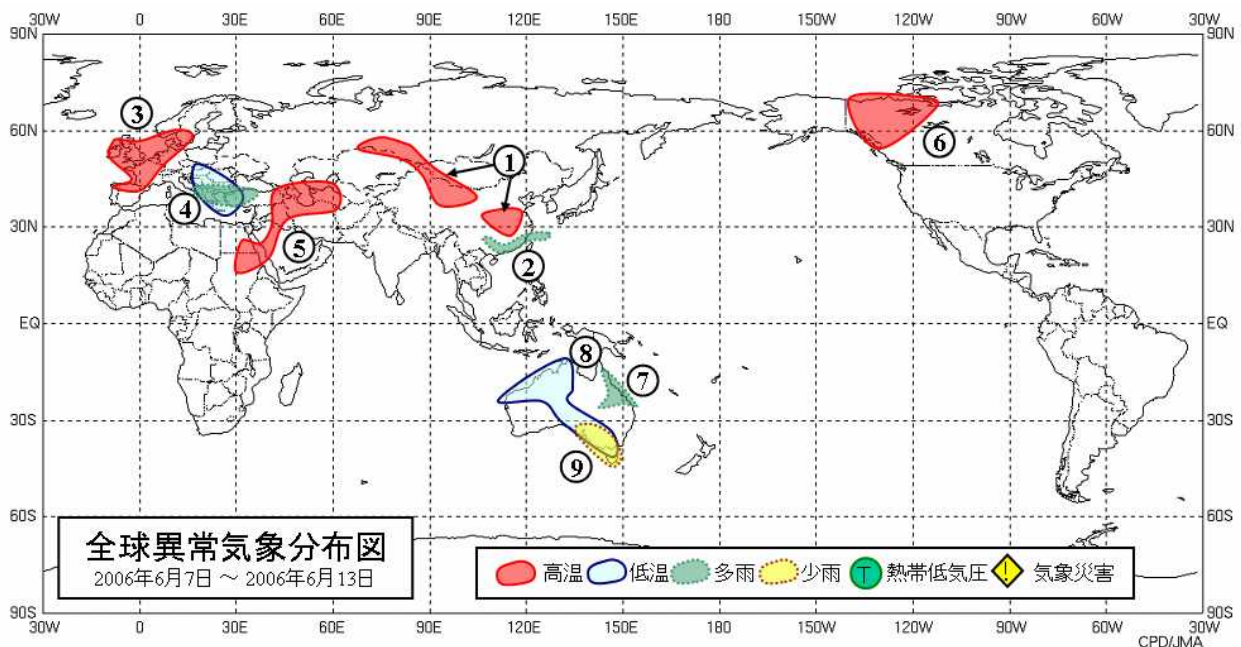 30W 0 30E 60E 90E 120E 150E 180 150W 120W 90W 60W 30W
90N 90N
③
60N 60N
① ⑥
④
30N 30N
⑤
②
EQ EQ
⑧
⑦
30S 30S
⑨
60S 60S
全球異常気象分布図
2006年6月7日 ～ 2006年6月13日
高温 低温 多雨 少雨 T 熱帯低気圧 ! 気象災害
90S 90S
30W 0 30E 60E 90E 120E 150E 180 150W 120W 90W 60W 30W
CPD/JMA